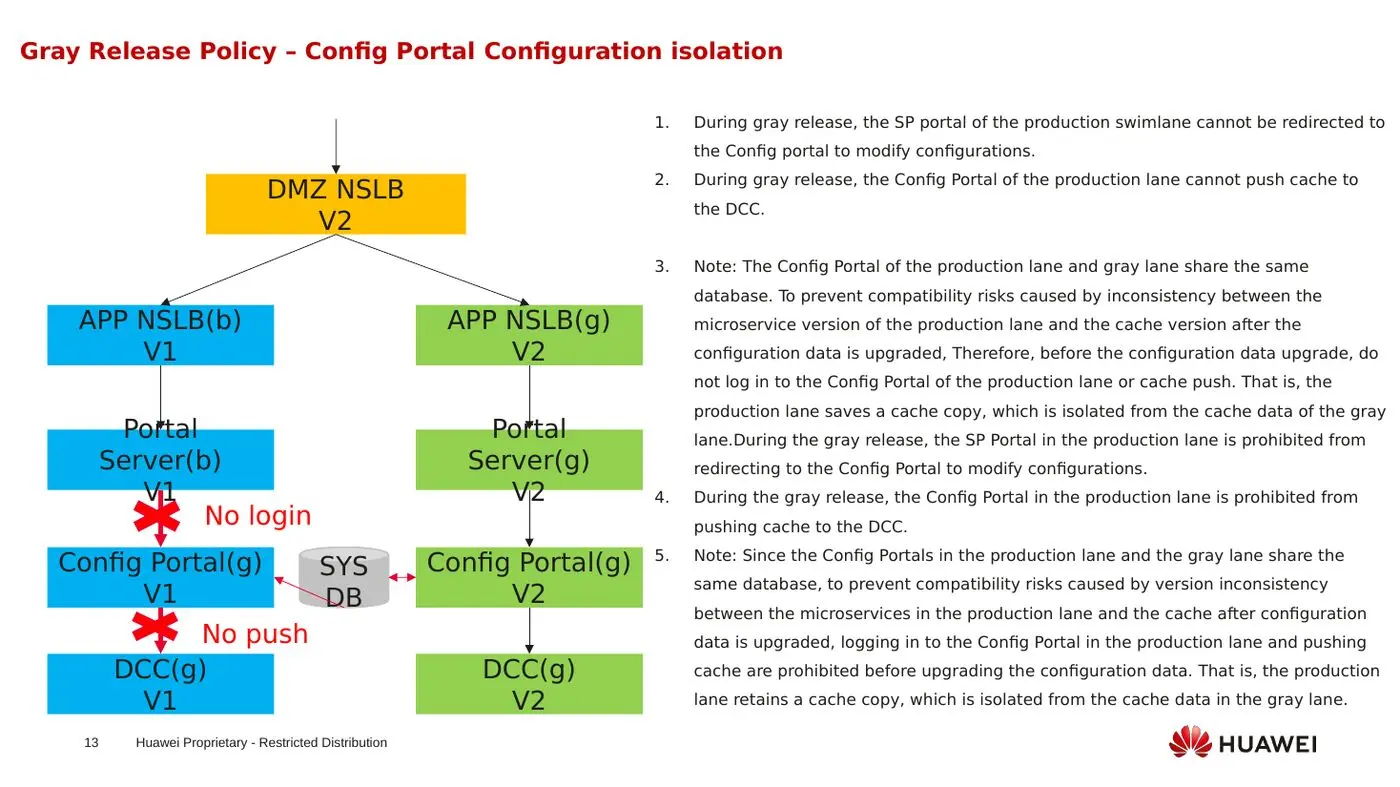 Gray Release Policy – Config Portal Configuration isolation
DMZ NSLB
V2
APP NSLB(b)
V1
APP NSLB(g)
V2
Portal
Server(b)
V1
Portal
Server(g)
V2
No login
Config Portal(g)
V1
SYS
DB
Config Portal(g)
V2
No push
DCC(g)
V1
DCC(g)
V2
1. During gray release, the SP portal of the production swimlane cannot be redirected to
the Config portal to modify configurations.
2. During gray release, the Config Portal of the production lane cannot push cache to
the DCC.
3. Note: The Config Portal of the production lane and gray lane share the same
database. To prevent compatibility risks caused by inconsistency between the
microservice version of the production lane and the cache version after the
configuration data is upgraded, Therefore, before the configuration data upgrade, do
not log in to the Config Portal of the production lane or cache push. That is, the
production lane saves a cache copy, which is isolated from the cache data of the gray
lane.During the gray release, the SP Portal in the production lane is prohibited from
redirecting to the Config Portal to modify configurations.
4. During the gray release, the Config Portal in the production lane is prohibited from
pushing cache to the DCC.
5. Note: Since the Config Portals in the production lane and the gray lane share the
same database, to prevent compatibility risks caused by version inconsistency
between the microservices in the production lane and the cache after configuration
data is upgraded, logging in to the Config Portal in the production lane and pushing
cache are prohibited before upgrading the configuration data. That is, the production
lane retains a cache copy, which is isolated from the cache data in the gray lane.
13 Huawei Proprietary - Restricted Distribution
HUAWEI